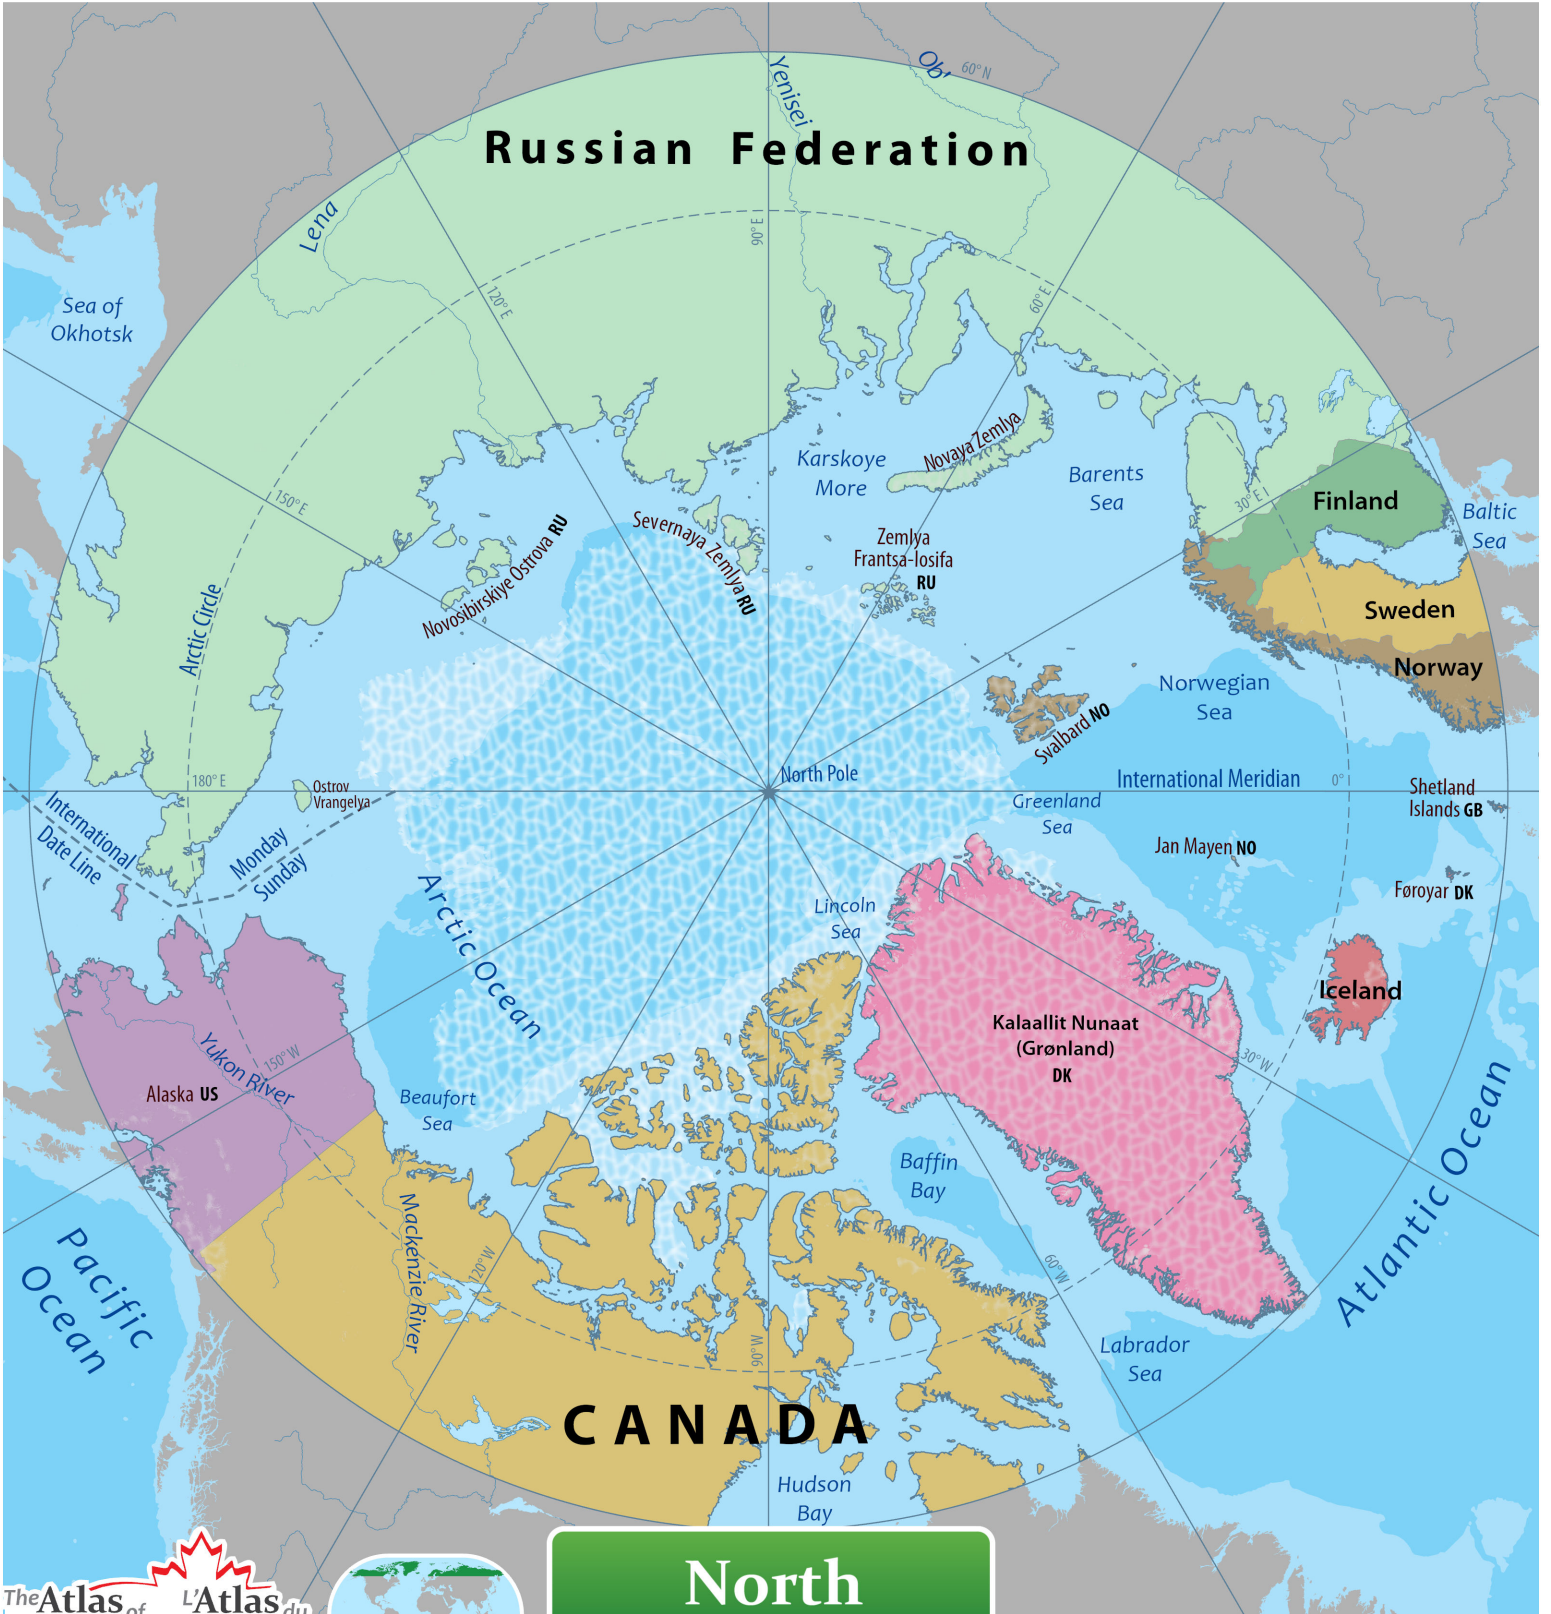 Ob'
60° N
Yenisei
Russian Federation
Lena
90° E
Sea of
Okhotsk
120° E
60° E
Novaya Zemlya
Karskoye
More
Barents
Sea
150° E
30° E
Finland
Baltic
Sea
Novosibirskiye Ostrova RU
Severnaya Zemlya RU
Zemlya
Frantsa-Iosifa
RU
Arctic Circle
Sweden
Norway
Norwegian
Sea
Svalbard NO
180° E
Ostrov
Vrangelya
North Pole
International Meridian
0°
Greenland
Sea
Shetland
Islands GB
International
Date Line
Monday
Sunday
Jan Mayen NO
Føroyar DK
Arctic Ocean
Lincoln
Sea
Iceland
Kalaallit Nunaat
(Grønland)
DK
Yukon River
150° W
30° W
Alaska US
Beaufort
Sea
Baffin
Bay
Atlantic Ocean
Mackenzie River
Pacific
Ocean
120° W
60° W
90° W
Labrador
Sea
CANADA
Hudson
Bay
The Atlas of
L'Atlas du
North